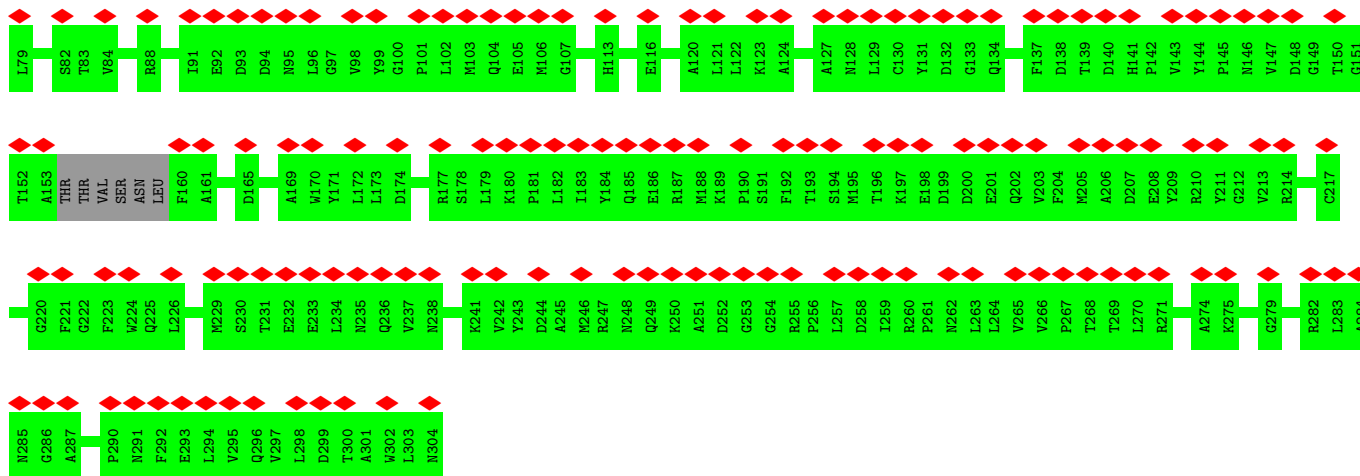 L79 S82 T83 V84 R88 I91 E92 D93 D94 N95 L96 G97 V98 Y99 G100 P101 L102 M103 Q104 E105 M106 G107 H113 E116 A120 L121 L122 K123 A124 A127 N128 L129 C130 Y131 D132 G133 Q134 F137 D138 T139 D140 H141 P142 V143 Y144 P145 N146 V147 D148 G149 T150 G151
T152 A153 THR THR VAL SER ASN LEU F160 A161 D165 A169 W170 Y171 L172 L173 D174 R177 S178 L179 K180 P181 L182 I183 Y184 Q185 E186 R187 M188 K189 P190 S191 F192 T193 S194 M195 T196 K197 E198 D199 D200 E201 Q202 V203 F204 M205 A206 D207 E208 Y209 R210 Y211 G212 V213 R214 C217
G220 F221 G222 F223 W224 Q225 L226 M229 S230 T231 E232 E233 L234 N235 Q236 V237 N238 K241 V242 Y243 D244 A245 M246 R247 N248 Q249 K250 A251 D252 G253 G254 R255 P256 L257 D258 I259 R260 P261 N262 L263 L264 V265 V266 P267 T268 T269 L270 R271 A274 K275 G279 R282 L283 A284
N285 G286 A287 P290 N291 F292 E293 L294 V295 Q296 V297 L298 D299 T300 A301 W302 L303 N304